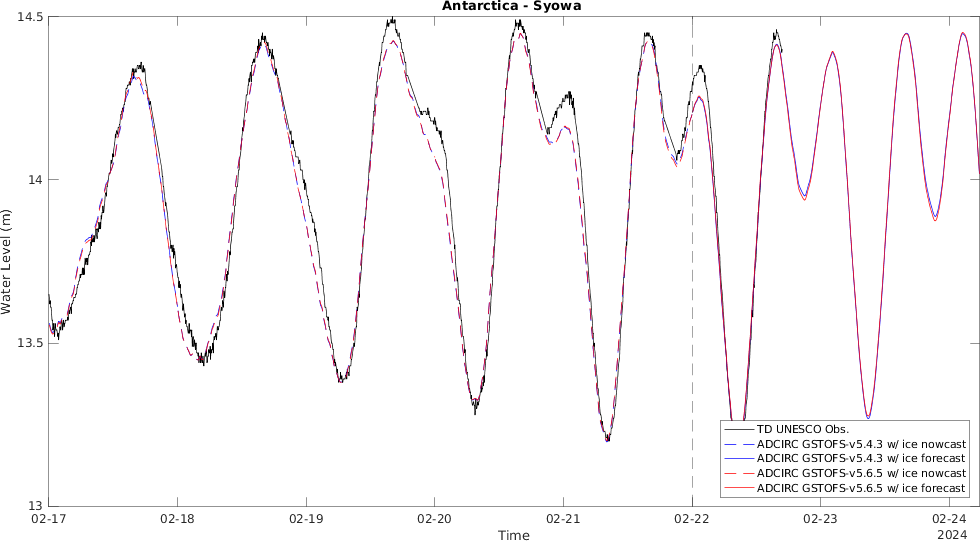 Antarctica - Syowa
14.5
14
13.5
13
Water Level (m)
02-17
02-18
02-19
02-20
02-21
02-22
02-23
02-24
Time
2024
TD UNESCO Obs.
ADCIRC GSTOFS-v5.4.3 w/ ice nowcast
ADCIRC GSTOFS-v5.4.3 w/ ice forecast
ADCIRC GSTOFS-v5.6.5 w/ ice nowcast
ADCIRC GSTOFS-v5.6.5 w/ ice forecast